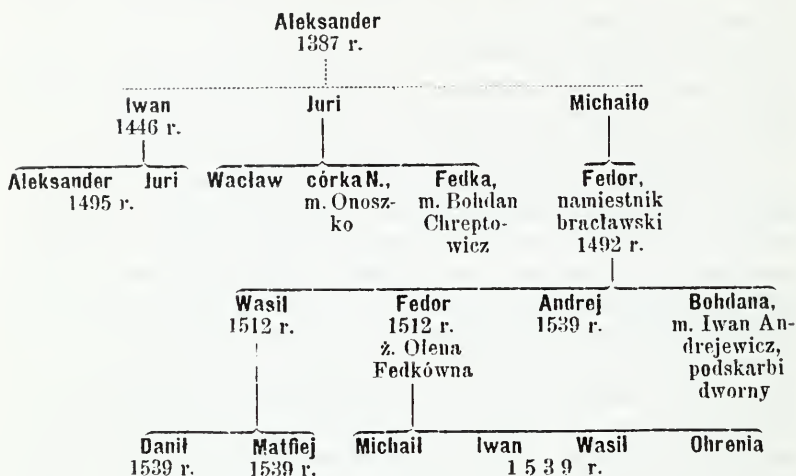 Aleksander
1387 r.
Iwan
1446 r.
Juri
Michaiło
Aleksander Juri
1495 r.
Wacław
córka N.,
m. Onosz-
ko
Fedka,
m. Bohdan
Chrepto-
wicz
Fedor,
namiestnik
bracławski
1492 r.
Wasil
1512 r.
Fedor
1512 r.
ż. Olena
Fedkówna
Andrej
1539 r.
Bohdana,
m. Iwan An-
drejewicz,
podskarbi
dworny
Danił
1539 r.
Matfiej
1539 r.
Michaił Iwan Wasil Ohrenia
1539 r.